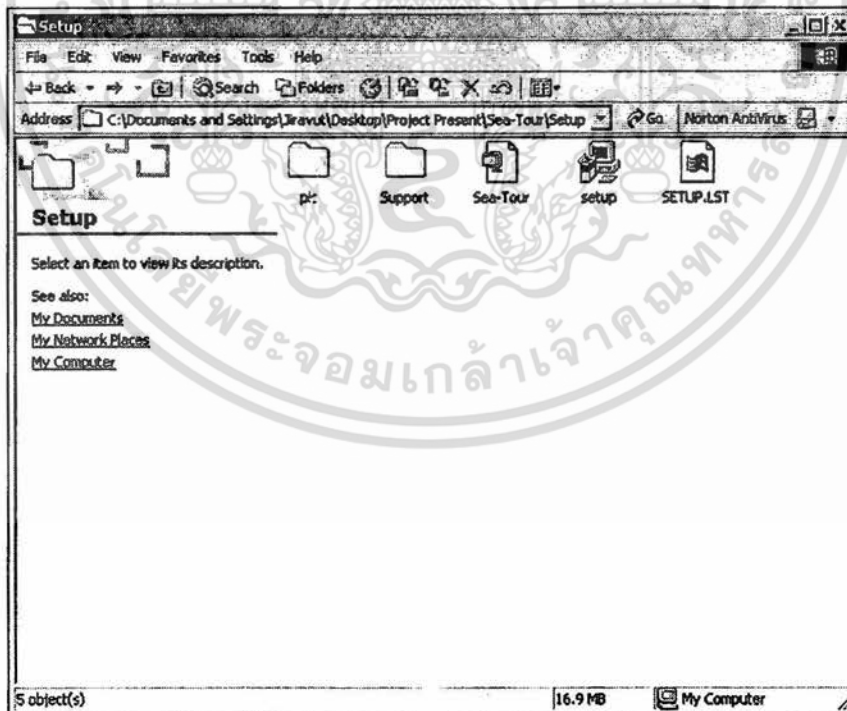 Setup
File Edit View Favorites Tools Help
Back Search Folders
Address C:\Documents and Settings\Jiravut\Desktop\Project Present\Sea-Tour\Setup Go Norton AntiVirus
Support Sea-Tour setup SETUP.LST
Setup
Select an item to view its description.
See also:
My Documents
My Network Places
My Computer
5 object(s) 16.9 MB My Computer